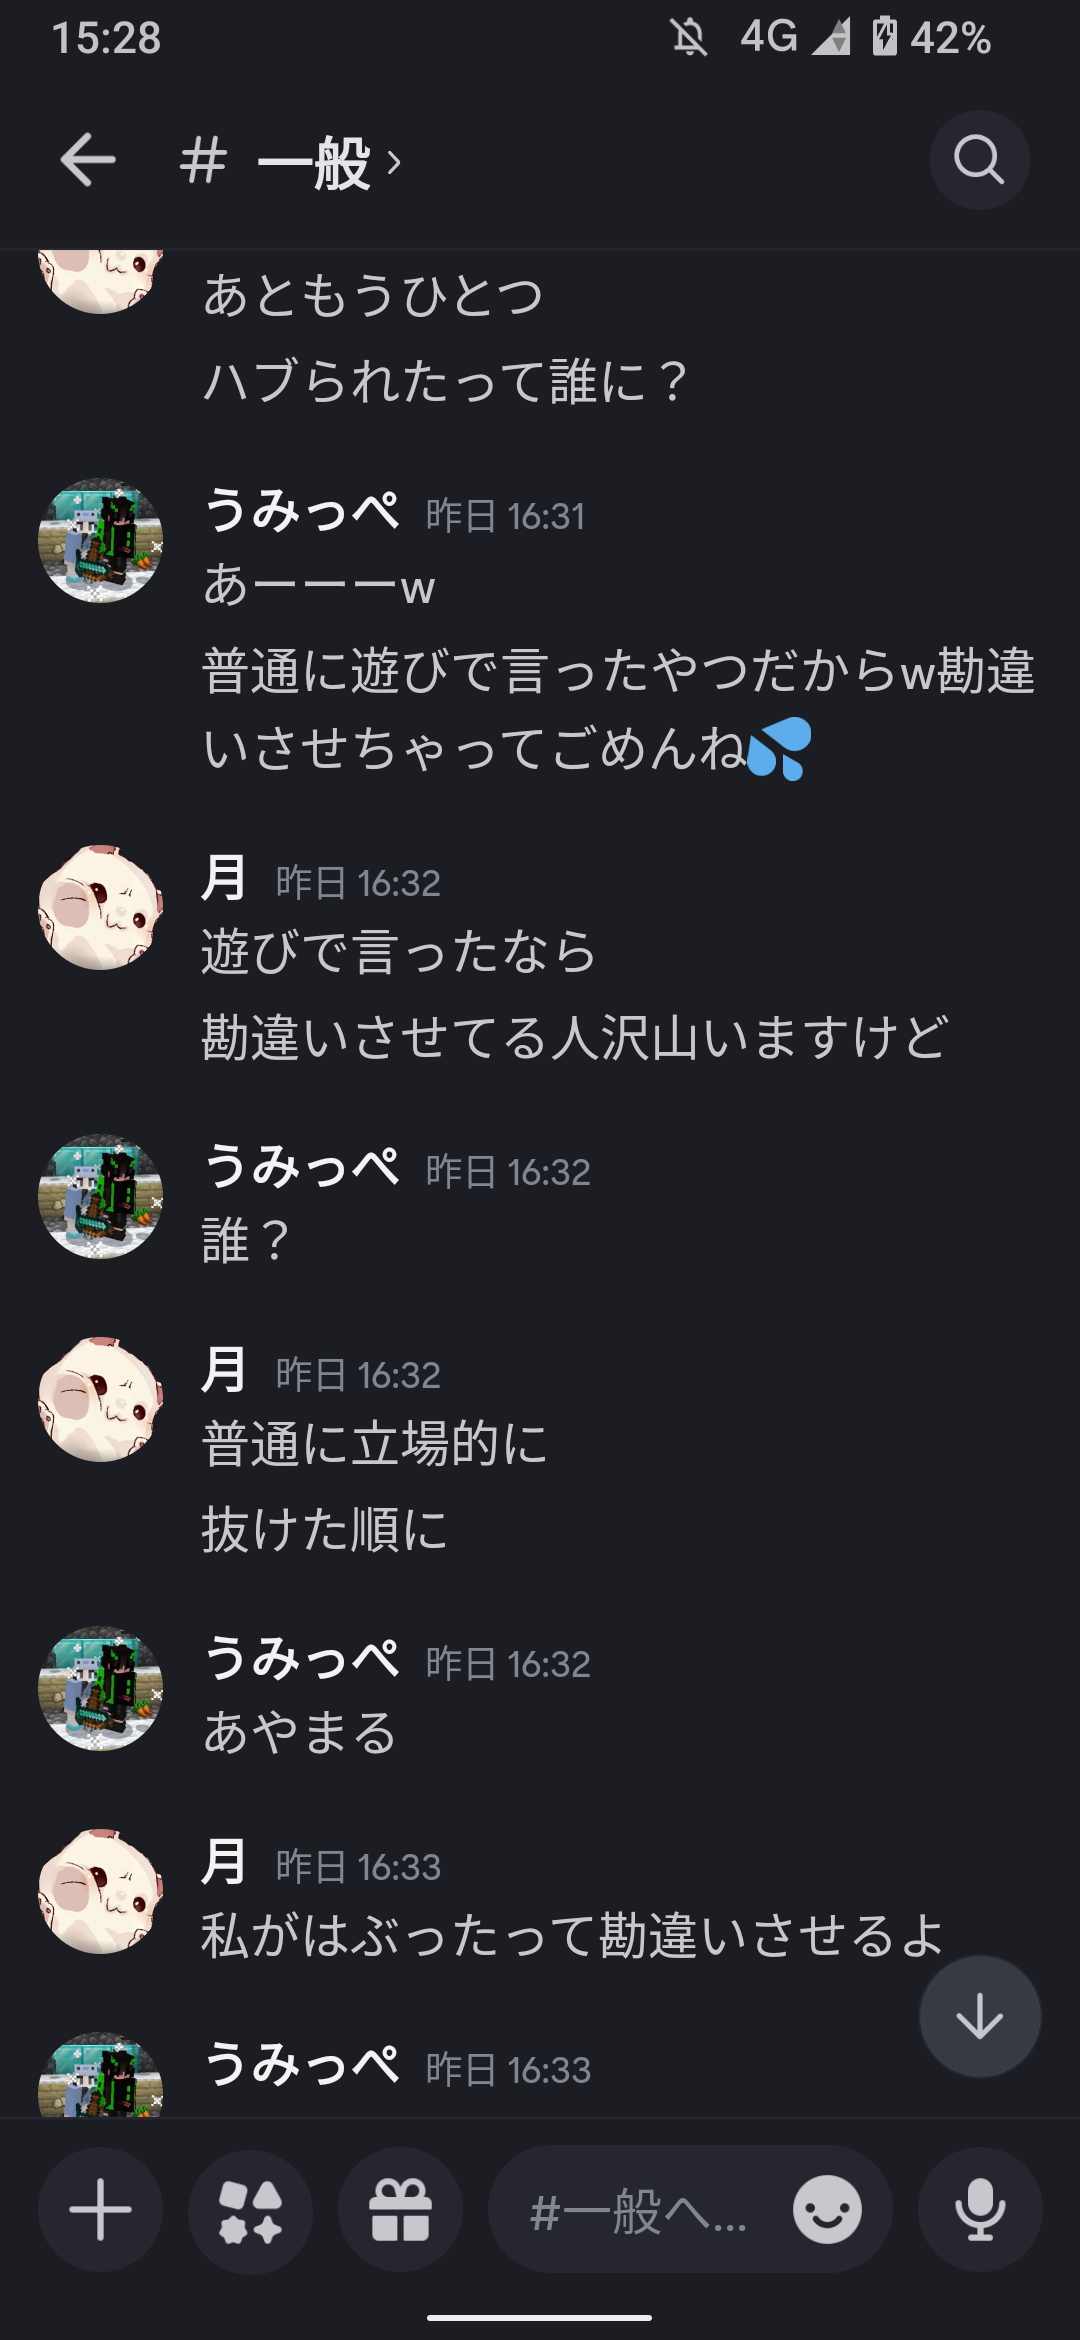 15:28
4G 42%
# 一般 ›
あともうひとつ
ハブられたって誰に？
うみっぺ 昨日 16:31
あーーーw
普通に遊びで言ったやつだからw勘違
いさせちゃってごめんね💦
月 昨日 16:32
遊びで言ったなら
勘違いさせてる人沢山いますけど
うみっぺ 昨日 16:32
誰？
月 昨日 16:32
普通に立場的に
抜けた順に
うみっぺ 昨日 16:32
あやまる
月 昨日 16:33
私がはぶったって勘違いさせるよ
うみっぺ 昨日 16:33
#一般へ...